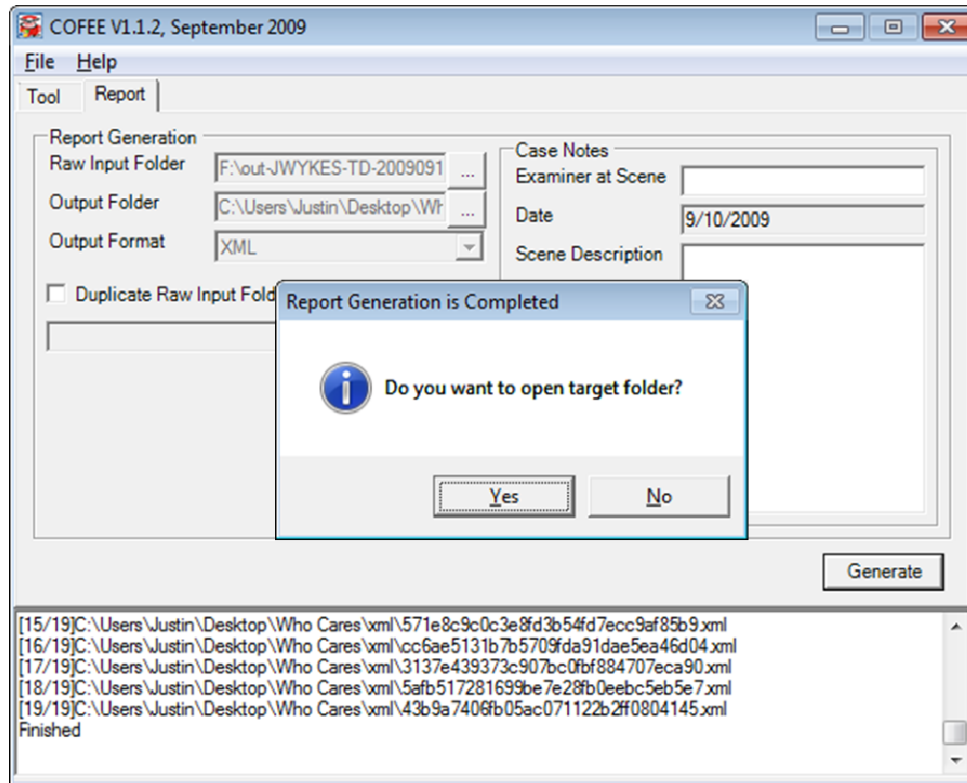 COFEE V1.1.2, September 2009
File Help
Tool Report
Report Generation
Raw Input Folder F:\out-JWYKES-TD-2009091 ...
Output Folder C:\Users\Justin\Desktop\Wh ...
Output Format XML
Duplicate Raw Input Fold
Case Notes
Examiner at Scene
Date 9/10/2009
Scene Description
Report Generation is Completed
Do you want to open target folder?
Yes No
Generate
[15/19]C:\Users\Justin\Desktop\Who Cares\xml\571e8c9c0c3e8fd3b54fd7ecc9af85b9.xml
[16/19]C:\Users\Justin\Desktop\Who Cares\xml\cc6ae5131b7b5709fda91dae5ea46d04.xml
[17/19]C:\Users\Justin\Desktop\Who Cares\xml\3137e439373c907bc0fbf884707eca90.xml
[18/19]C:\Users\Justin\Desktop\Who Cares\xml\5afb517281699be7e28fb0eebc5eb5e7.xml
[19/19]C:\Users\Justin\Desktop\Who Cares\xml\43b9a7406fb05ac071122b2ff0804145.xml
Finished